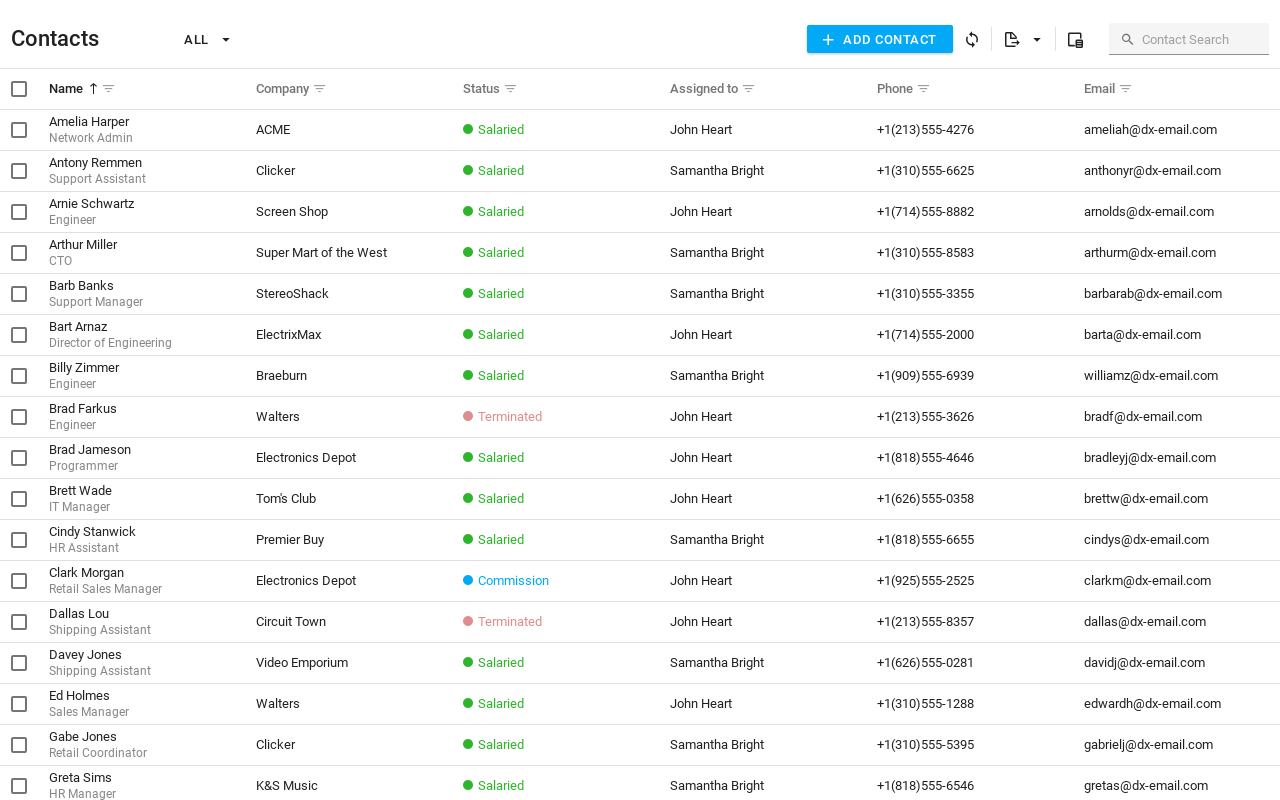 Contacts ALL ADD CONTACT Contact Search
Name Company Status Assigned to Phone Email
Amelia Harper
Network Admin
ACME Salaried John Heart +1(213)555-4276 ameliah@dx-email.com
Antony Remmen
Support Assistant
Clicker Salaried Samantha Bright +1(310)555-6625 anthonyr@dx-email.com
Arnie Schwartz
Engineer
Screen Shop Salaried John Heart +1(714)555-8882 arnolds@dx-email.com
Arthur Miller
CTO
Super Mart of the West Salaried Samantha Bright +1(310)555-8583 arthurm@dx-email.com
Barb Banks
Support Manager
StereoShack Salaried Samantha Bright +1(310)555-3355 barbarab@dx-email.com
Bart Arnaz
Director of Engineering
ElectrixMax Salaried John Heart +1(714)555-2000 barta@dx-email.com
Billy Zimmer
Engineer
Braeburn Salaried Samantha Bright +1(909)555-6939 williamz@dx-email.com
Brad Farkus
Engineer
Walters Terminated John Heart +1(213)555-3626 bradf@dx-email.com
Brad Jameson
Programmer
Electronics Depot Salaried John Heart +1(818)555-4646 bradleyj@dx-email.com
Brett Wade
IT Manager
Tom's Club Salaried John Heart +1(626)555-0358 brettw@dx-email.com
Cindy Stanwick
HR Assistant
Premier Buy Salaried Samantha Bright +1(818)555-6655 cindys@dx-email.com
Clark Morgan
Retail Sales Manager
Electronics Depot Commission John Heart +1(925)555-2525 clarkm@dx-email.com
Dallas Lou
Shipping Assistant
Circuit Town Terminated John Heart +1(213)555-8357 dallas@dx-email.com
Davey Jones
Shipping Assistant
Video Emporium Salaried Samantha Bright +1(626)555-0281 davidj@dx-email.com
Ed Holmes
Sales Manager
Walters Salaried John Heart +1(310)555-1288 edwardh@dx-email.com
Gabe Jones
Retail Coordinator
Clicker Salaried Samantha Bright +1(310)555-5395 gabrielj@dx-email.com
Greta Sims
HR Manager
K&S Music Salaried Samantha Bright +1(818)555-6546 gretas@dx-email.com